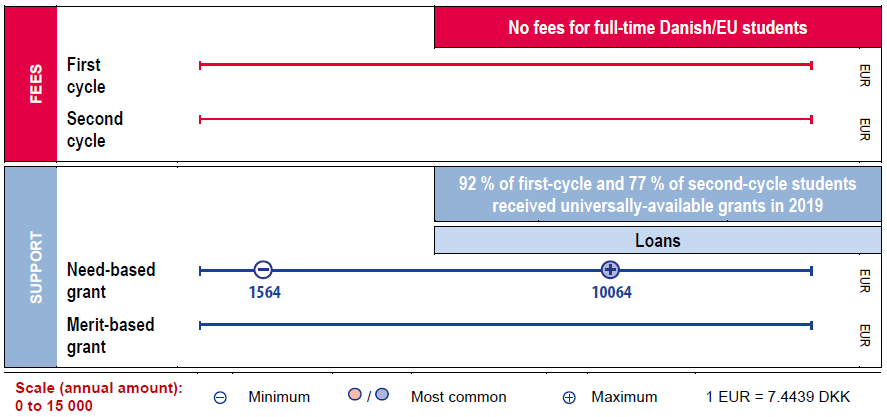 No fees for full-time Danish/EU students
FEES
First
cycle
EUR
Second
cycle
EUR
92 % of first-cycle and 77 % of second-cycle students
received universally-available grants in 2019
Loans
SUPPORT
Need-based
grant
1564
10064
EUR
Merit-based
grant
EUR
Scale (annual amount):
0 to 15 000
Minimum
/
Most common
Maximum
1 EUR = 7.4439 DKK